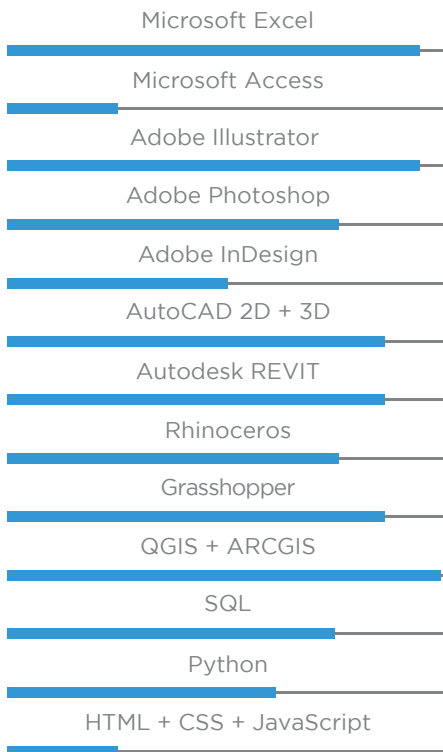 Microsoft Excel
Microsoft Access
Adobe Illustrator
Adobe Photoshop
Adobe InDesign
AutoCAD 2D + 3D
Autodesk REVIT
Rhinoceros
Grasshopper
QGIS + ARCGIS
SQL
Python
HTML + CSS + JavaScript